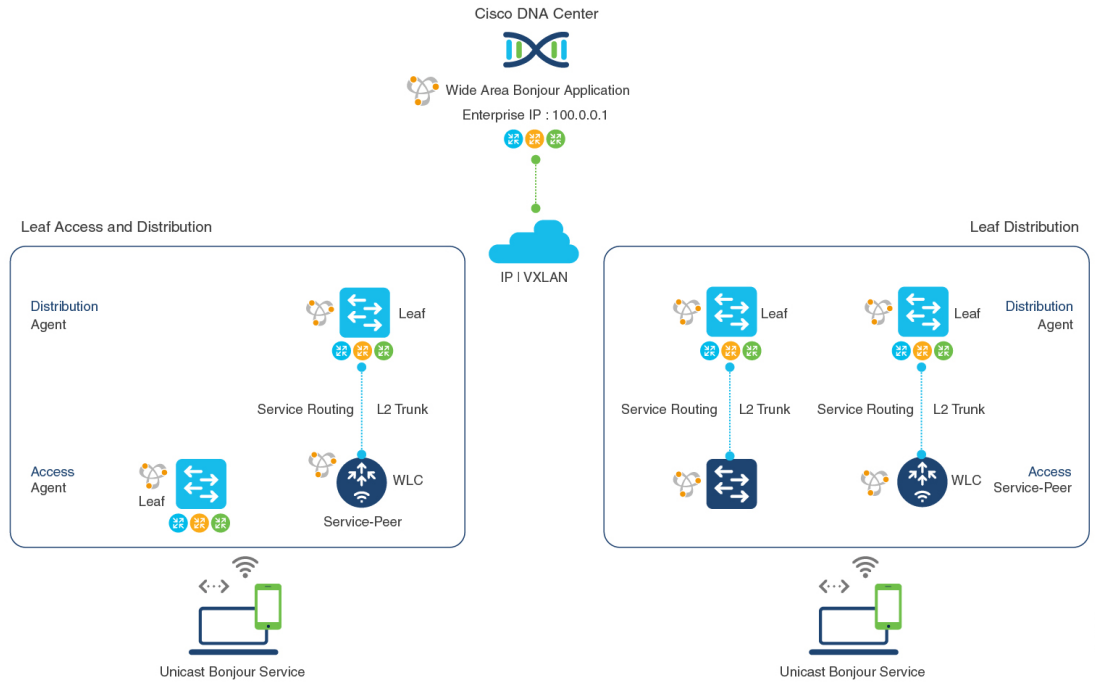 Cisco DNA Center
Wide Area Bonjour Application
Enterprise IP : 100.0.0.1
IP | VXLAN
Leaf Access and Distribution
Distribution
Agent
Leaf
Service Routing
L2 Trunk
Access
Agent
Leaf
WLC
Service-Peer
Unicast Bonjour Service
Leaf Distribution
Leaf
Leaf
Distribution
Agent
Service Routing
L2 Trunk
Service Routing
L2 Trunk
WLC
Access
Service-Peer
Unicast Bonjour Service